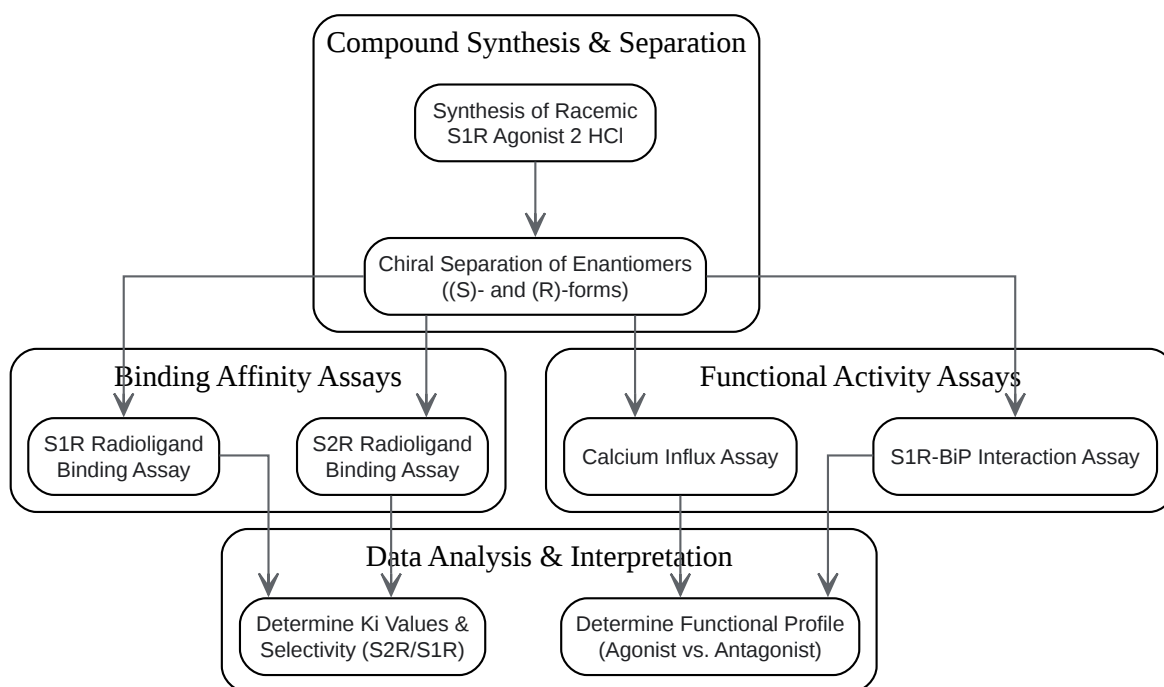 Compound Synthesis & Separation
Synthesis of Racemic
S1R Agonist 2 HCl
Chiral Separation of Enantiomers
((S)- and (R)-forms)
Binding Affinity Assays
S1R Radioligand
Binding Assay
S2R Radioligand
Binding Assay
Functional Activity Assays
Calcium Influx Assay
S1R-BiP Interaction Assay
Data Analysis & Interpretation
Determine Ki Values &
Selectivity (S2R/S1R)
Determine Functional Profile
(Agonist vs. Antagonist)